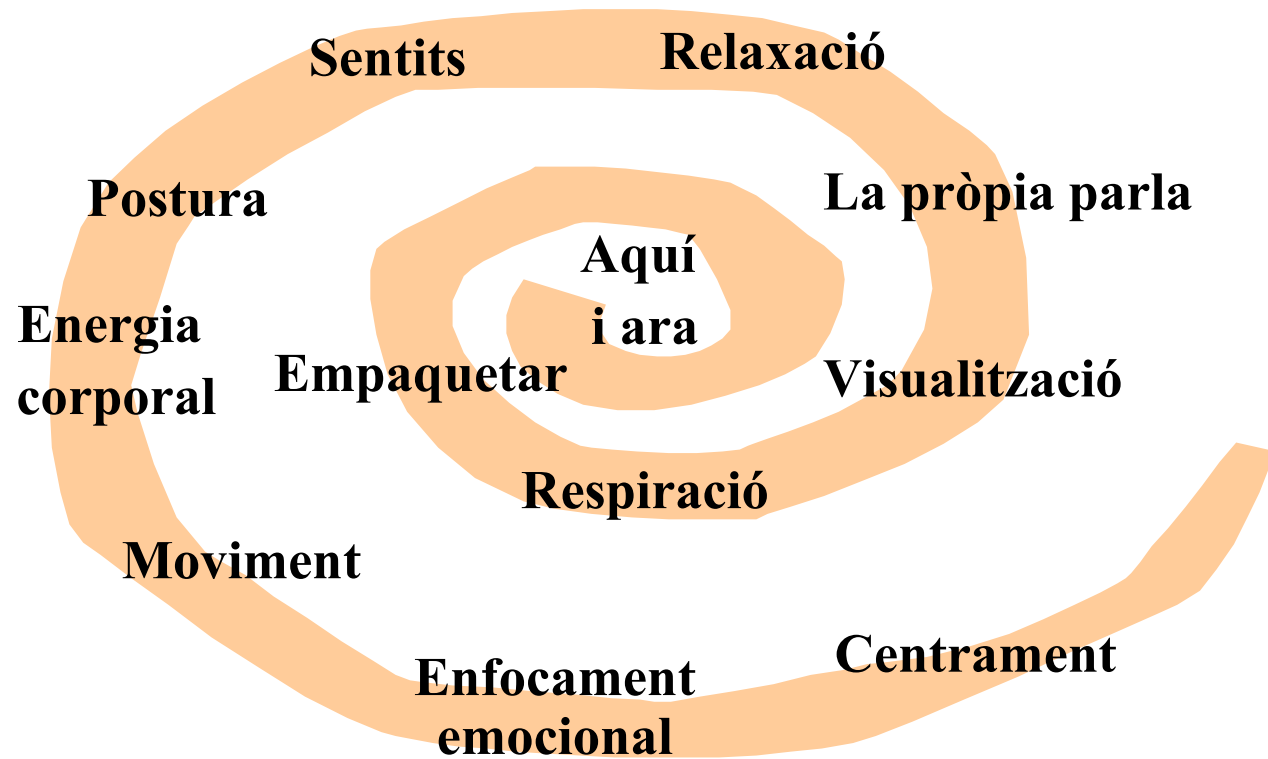 Sentits
Relaxació
Postura
La pròpia parla
Aquí
i ara
Energia
corporal
Empaquetar
Visualització
Respiració
Moviment
Enfocament
emocional
Centrament